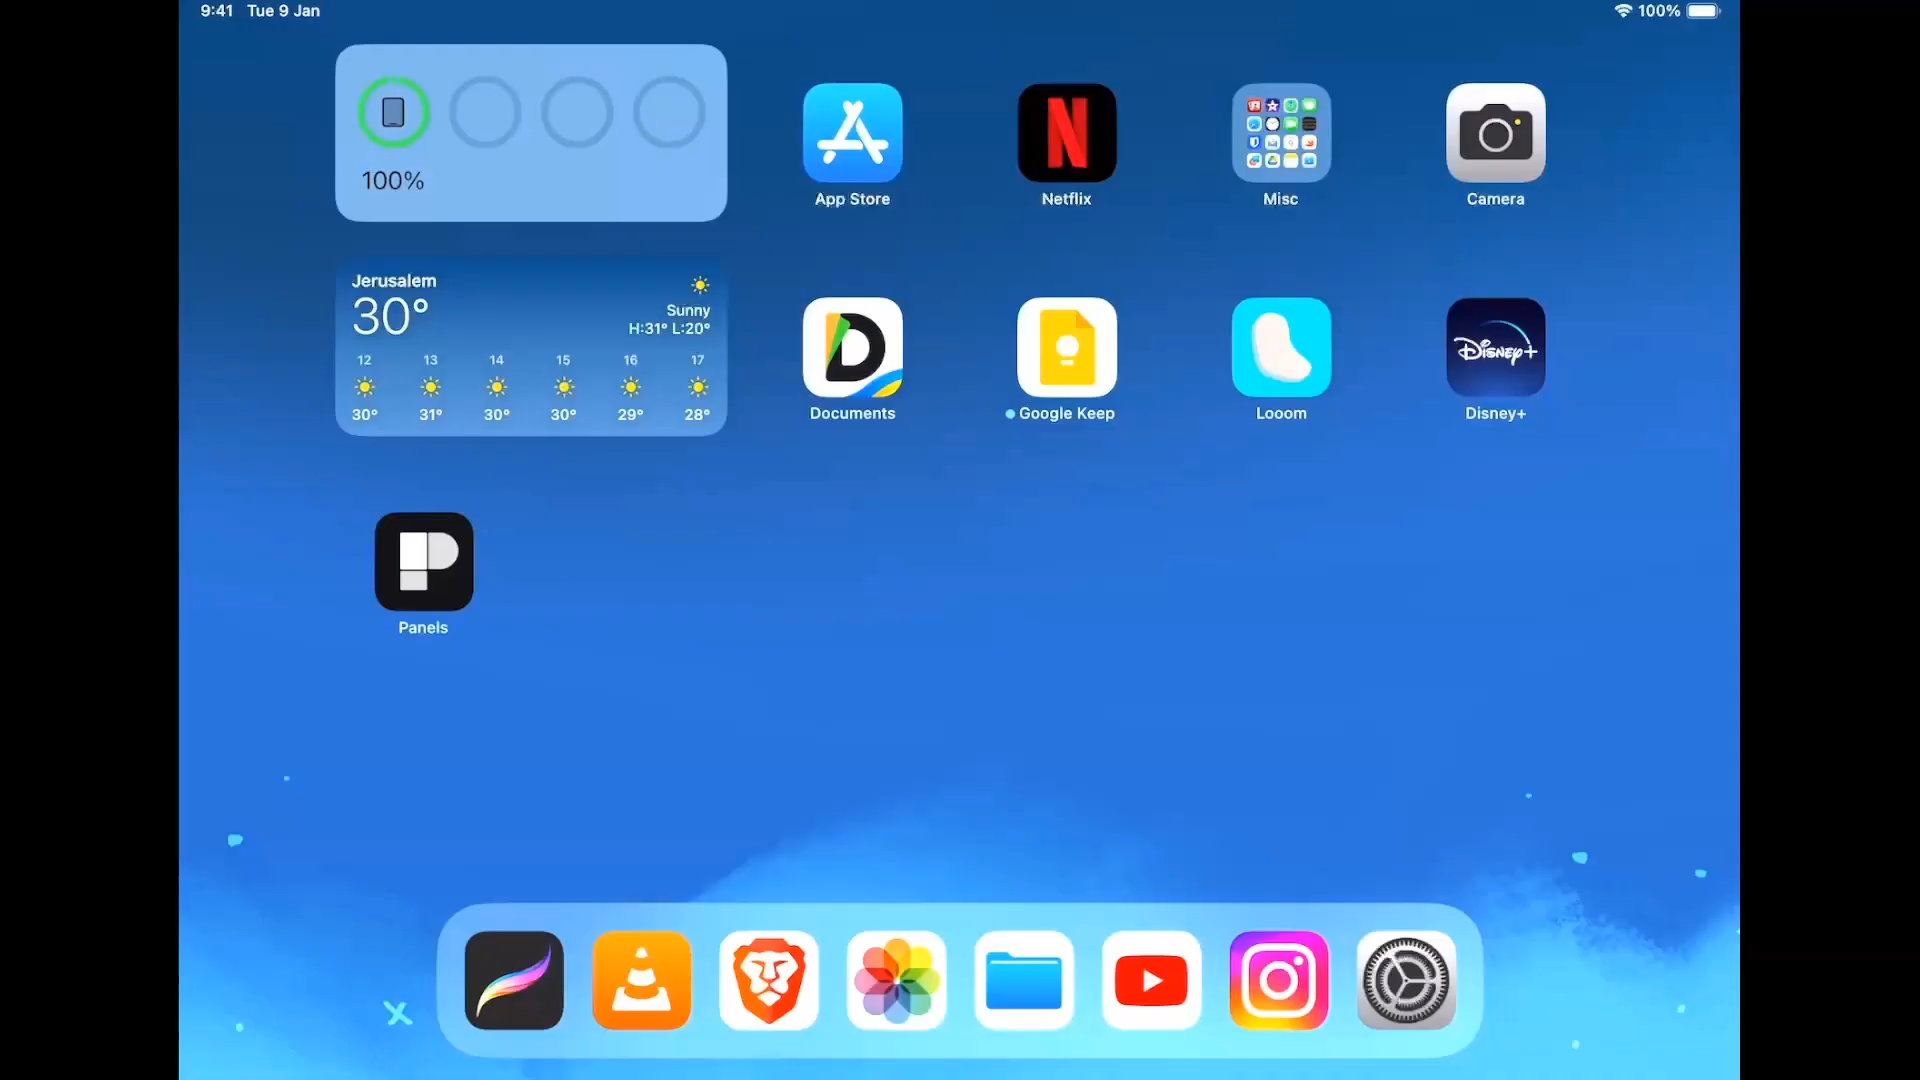 9:41 Tue 9 Jan
100%
100%
App Store
Netflix
Misc
Camera
Jerusalem
30°
Sunny
H:31° L:20°
12 13 14 15 16 17
30° 31° 30° 30° 29° 28°
Documents
Google Keep
Looom
Disney+
Disney+
Panels